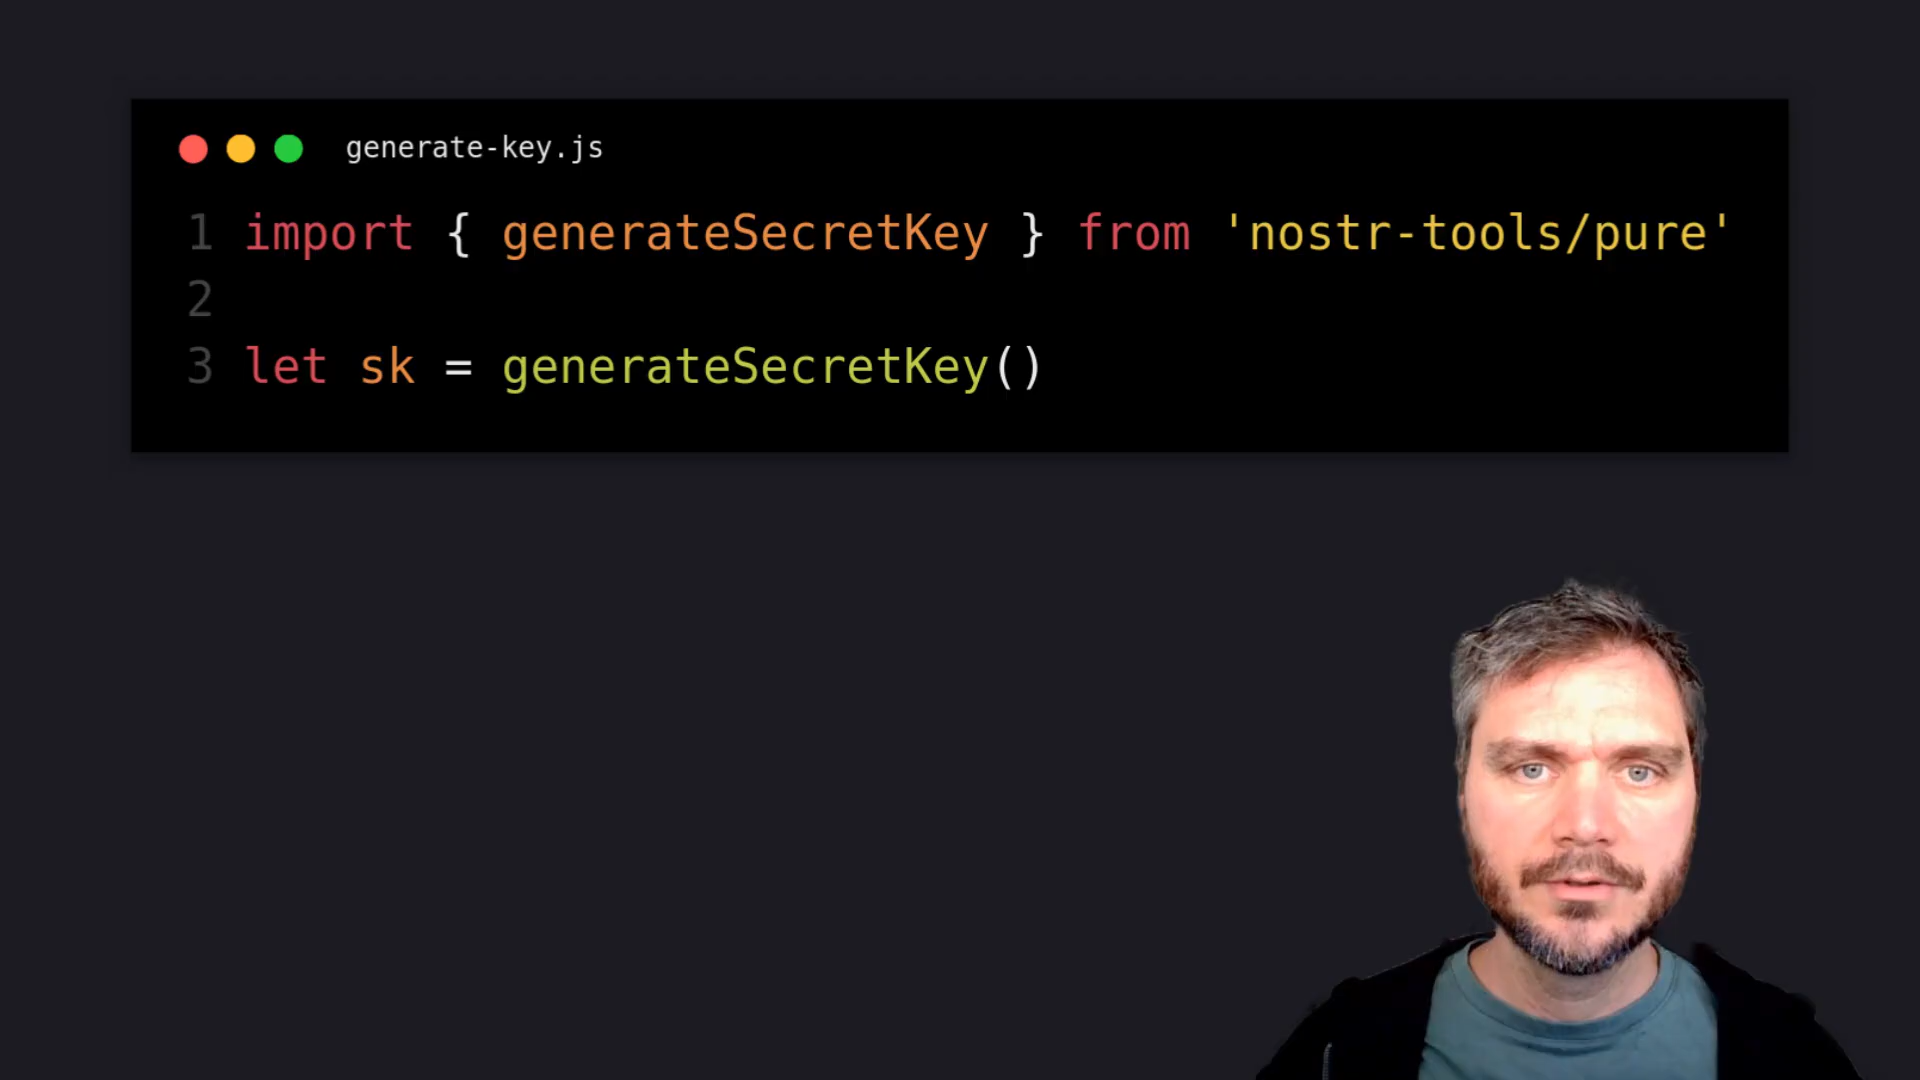 generate-key.js
1 import { generateSecretKey } from 'nostr-tools/pure'
2
3 let sk = generateSecretKey()